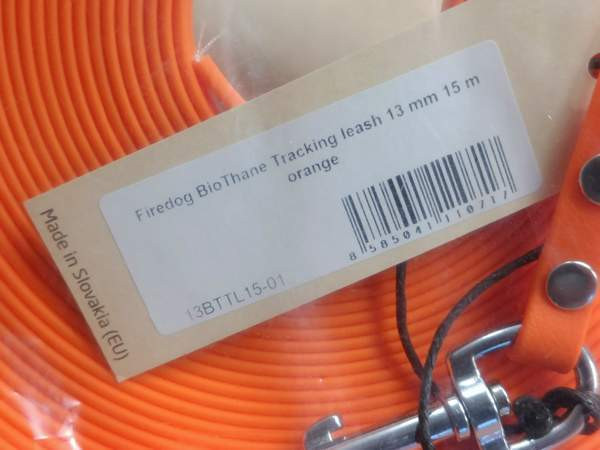 Firedog BioThane Tracking leash 13 mm 15 m
orange
8 585041 110717
13BTTL15-01
Made in Slovakia (EU)